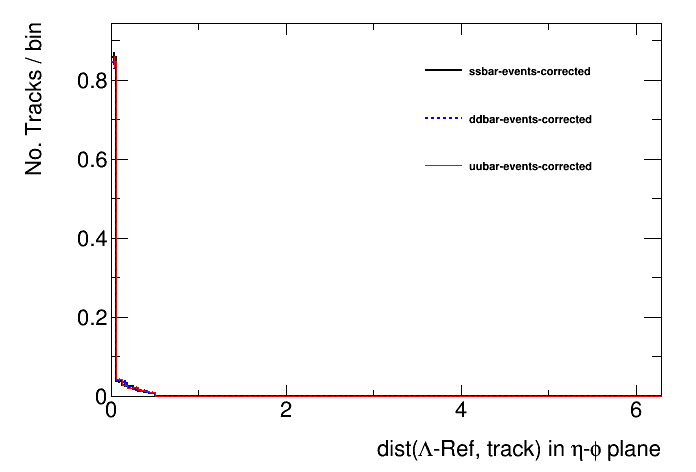 No. Tracks / bin
0.8
0.6
0.4
0.2
0
0 2 4 6
ssbar-events-corrected
ddbar-events-corrected
uubar-events-corrected
dist(Λ-Ref, track) in η-ϕ plane